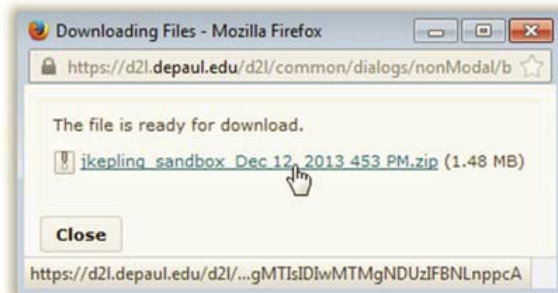 Downloading Files - Mozilla Firefox
https://d2l.depaul.edu/d2l/common/dialogs/nonModal/b
The file is ready for download.
jkepling_sandbox_Dec 12, 2013 453 PM.zip (1.48 MB)
Close
https://d2l.depaul.edu/d2l/...gMTIsIDIwMTMgNDUzIFBNLnppcA